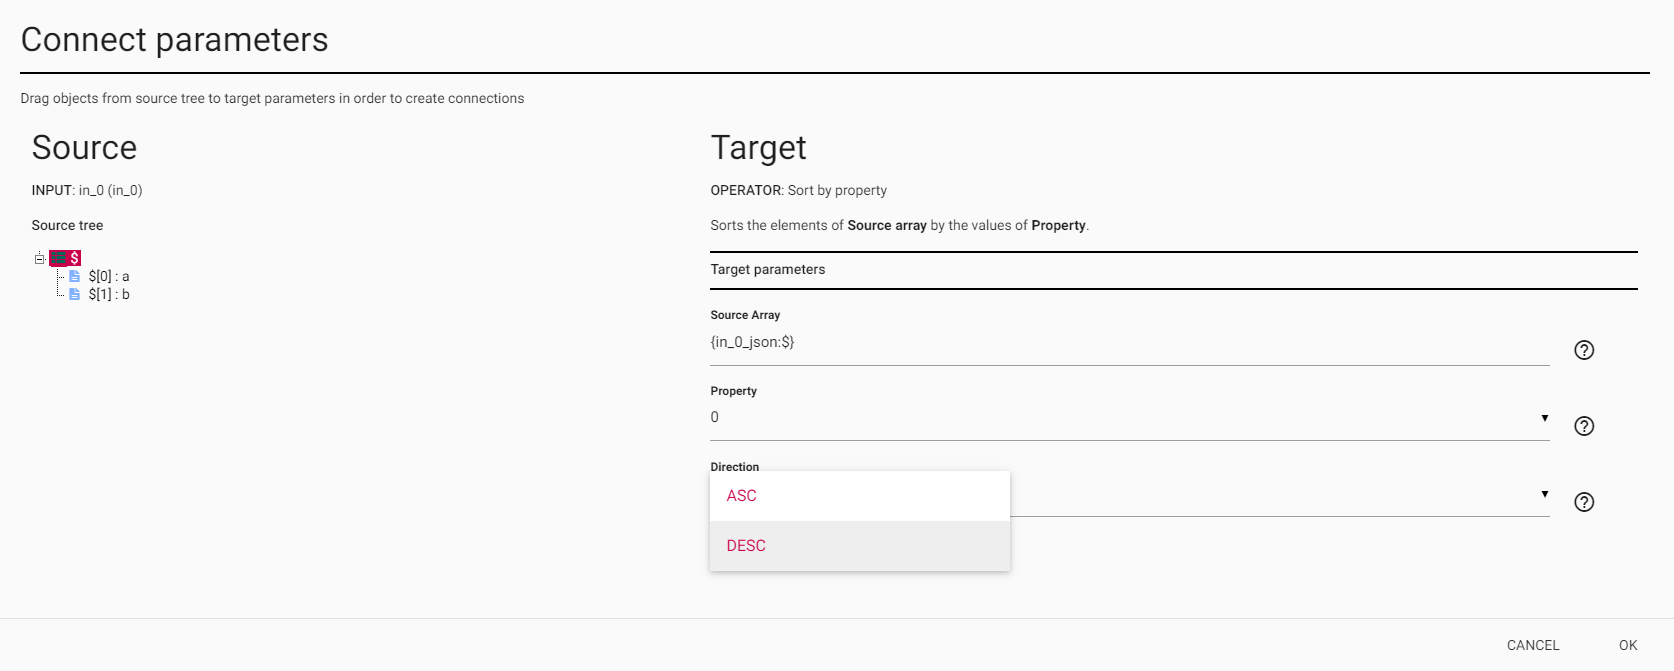 Connect parameters
Drag objects from source tree to target parameters in order to create connections
Source
INPUT: in_0 (in_0)
Source tree
$
$[0] : a
$[1] : b
Target
OPERATOR: Sort by property
Sorts the elements of Source array by the values of Property.
Target parameters
Source Array
{in_0_json:$}
Property
0
Direction
ASC
DESC
CANCEL OK